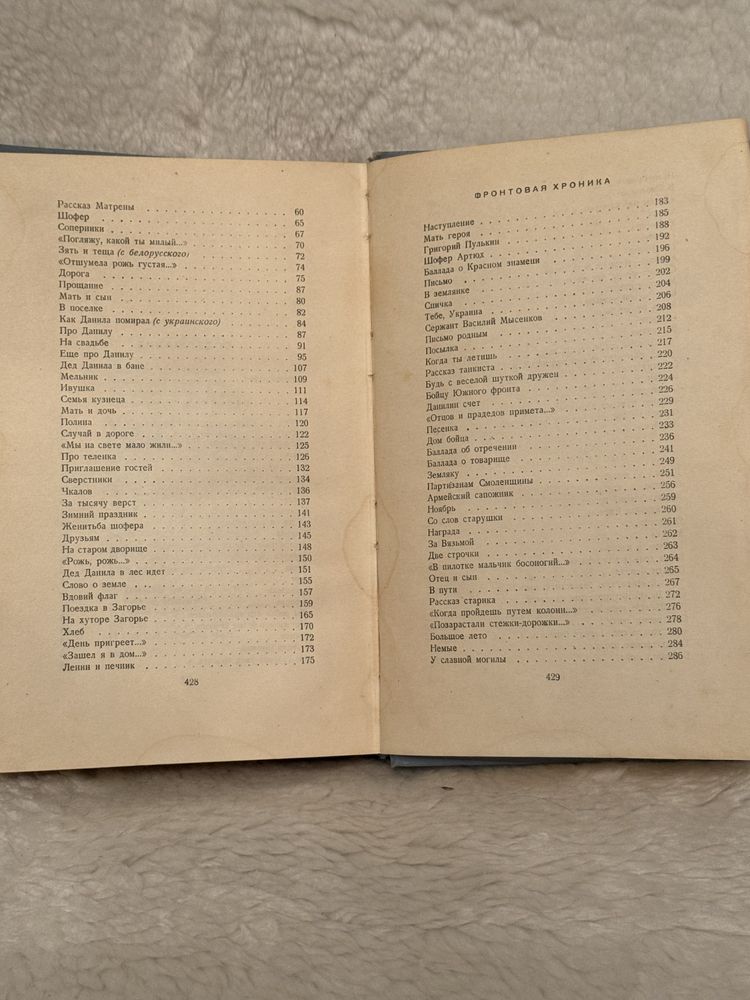 Рассказ Матрены . . . 60
Шофер . . . 65
Соперники . . . 67
«Погляжу, какой ты милый...» . . . 70
Зять и теща (с белорусского) . . . 72
«Отшумела рожь густая...» . . . 74
Дорога . . . 75
Прощание . . . 87
Мать и сын . . . 80
В поселке . . . 82
Как Данила помирал (с украинского) . . . 84
Про Данилу . . . 87
На свадьбе . . . 91
Еще про Данилу . . . 95
Дед Данила в бане . . . 107
Мельник . . . 109
Ивушка . . . 111
Семья кузнеца . . . 114
Мать и дочь . . . 117
Полина . . . 120
Случай в дороге . . . 122
«Мы на свете мало жили...» . . . 125
Про теленка . . . 126
Приглашение гостей . . . 132
Сверстники . . . 134
Чкалов . . . 136
За тысячу верст . . . 137
Зимний праздник . . . 141
Женитьба шофера . . . 143
Друзьям . . . 145
На старом дворище . . . 148
«Рожь, рожь...» . . . 150
Дед Данила в лес идет . . . 151
Слово о земле . . . 155
Вдовий флаг . . . 157
Поездка в Загорье . . . 159
На хуторе Загорье . . . 165
Хлеб . . . 170
«День пригреет...» . . . 172
«Зашел я в дом...» . . . 173
Ленин и печник . . . 175
428
ФРОНТОВАЯ ХРОНИКА
Наступление . . . 183
Мать героя . . . 185
Григорий Пулькин . . . 188
Шофер Артюх . . . 192
Баллада о Красном знамени . . . 196
Письмо . . . 199
В землянке . . . 202
Спичка . . . 204
Тебе, Украина . . . 206
Сержант Василий Мысенков . . . 208
Письмо родным . . . 212
Посылка . . . 215
Когда ты летишь . . . 217
Рассказ танкиста . . . 220
Будь с веселой шуткой дружен . . . 222
Бойцу Южного фронта . . . 224
Данилин счет . . . 226
«Отцов и прадедов примета...» . . . 229
Песенка . . . 231
Дом бойца . . . 233
Баллада об отречении . . . 236
Баллада о товарище . . . 241
Земляку . . . 249
Партизанам Смоленщины . . . 251
Армейский сапожник . . . 256
Ноябрь . . . 259
Со слов старушки . . . 260
Награда . . . 261
За Вязьмой . . . 262
Две строчки . . . 263
«В пилотке мальчик босоногий...» . . . 264
Отец и сын . . . 265
В пути . . . 267
Рассказ старика . . . 272
«Когда пройдешь путем колонн...» . . . 276
«Позарастали стежки-дорожки...» . . . 278
Большое лето . . . 280
Немые . . . 284
У славной могилы . . . 286
429